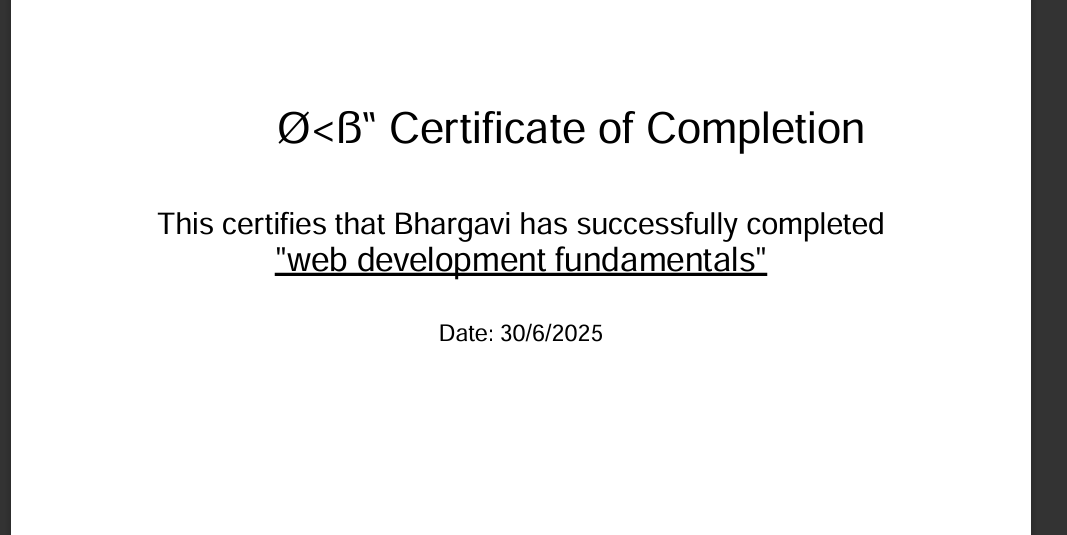 Ø<ß“ Certificate of Completion
This certifies that Bhargavi has successfully completed
"web development fundamentals"
Date: 30/6/2025